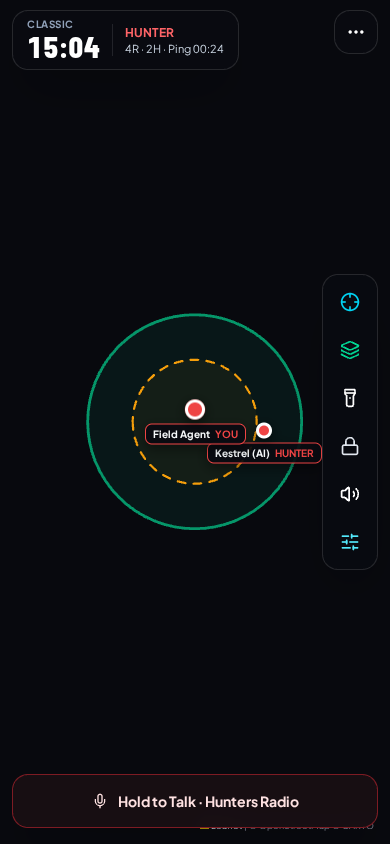 CLASSIC
15:04
HUNTER
4R · 2H · Ping 00:24
Field Agent YOU
Kestrel (AI) HUNTER
Hold to Talk · Hunters Radio